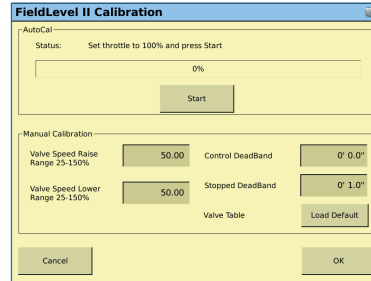 FieldLevel II Calibration
AutoCal
Status: Set throttle to 100% and press Start
0%
Start
Manual Calibration
Valve Speed Raise
Range 25-150%
50.00
Control DeadBand
0' 0.0"
Valve Speed Lower
Range 25-150%
50.00
Stopped DeadBand
0' 1.0"
Valve Table
Load Default
Cancel
OK